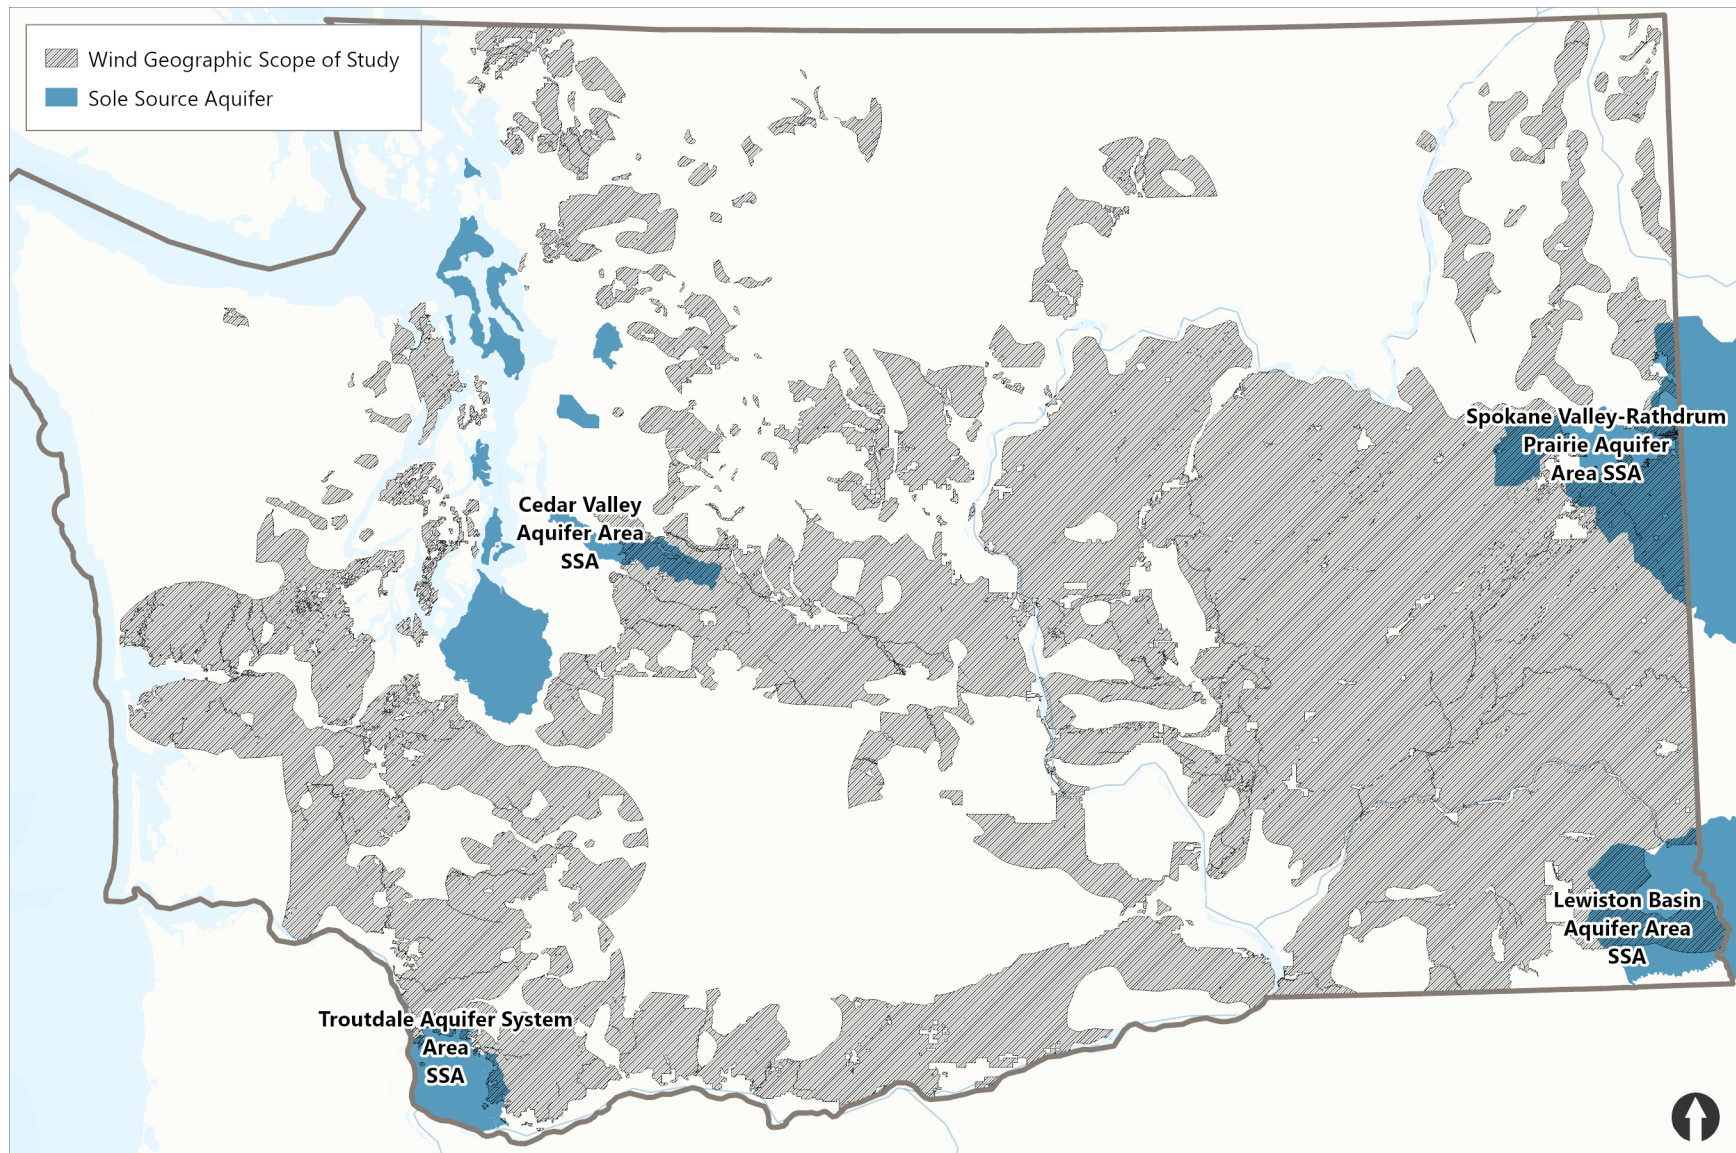 Wind Geographic Scope of Study
Sole Source Aquifer
Spokane Valley-Rathdrum
Prairie Aquifer
Area SSA
Cedar Valley
Aquifer Area
SSA
Lewiston Basin
Aquifer Area
SSA
Troutdale Aquifer System
Area
SSA